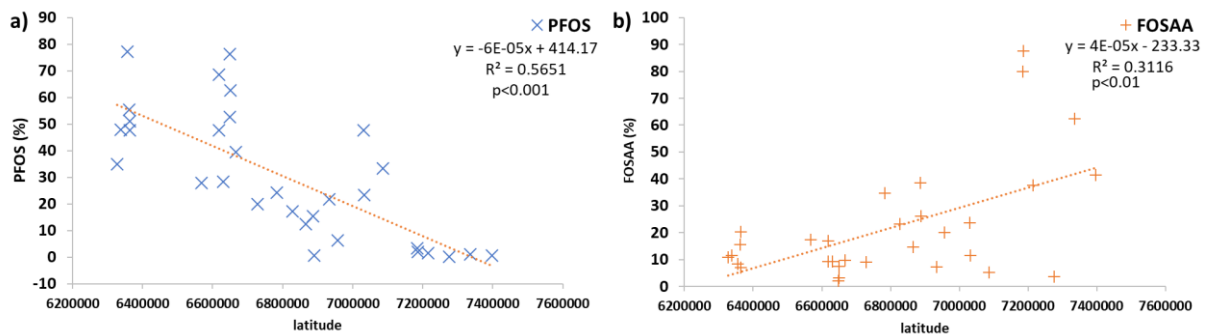 a)
PFOS
y = -6E-05x + 414.17
R² = 0.5651
p<0.001
PFOS (%)
90
80
70
60
50
40
30
20
10
0
-10
6200000 6400000 6600000 6800000 7000000 7200000 7400000 7600000
latitude
b)
FOSAA
y = 4E-05x - 233.33
R² = 0.3116
p<0.01
FOSAA (%)
100
90
80
70
60
50
40
30
20
10
0
6200000 6400000 6600000 6800000 7000000 7200000 7400000 7600000
latitude